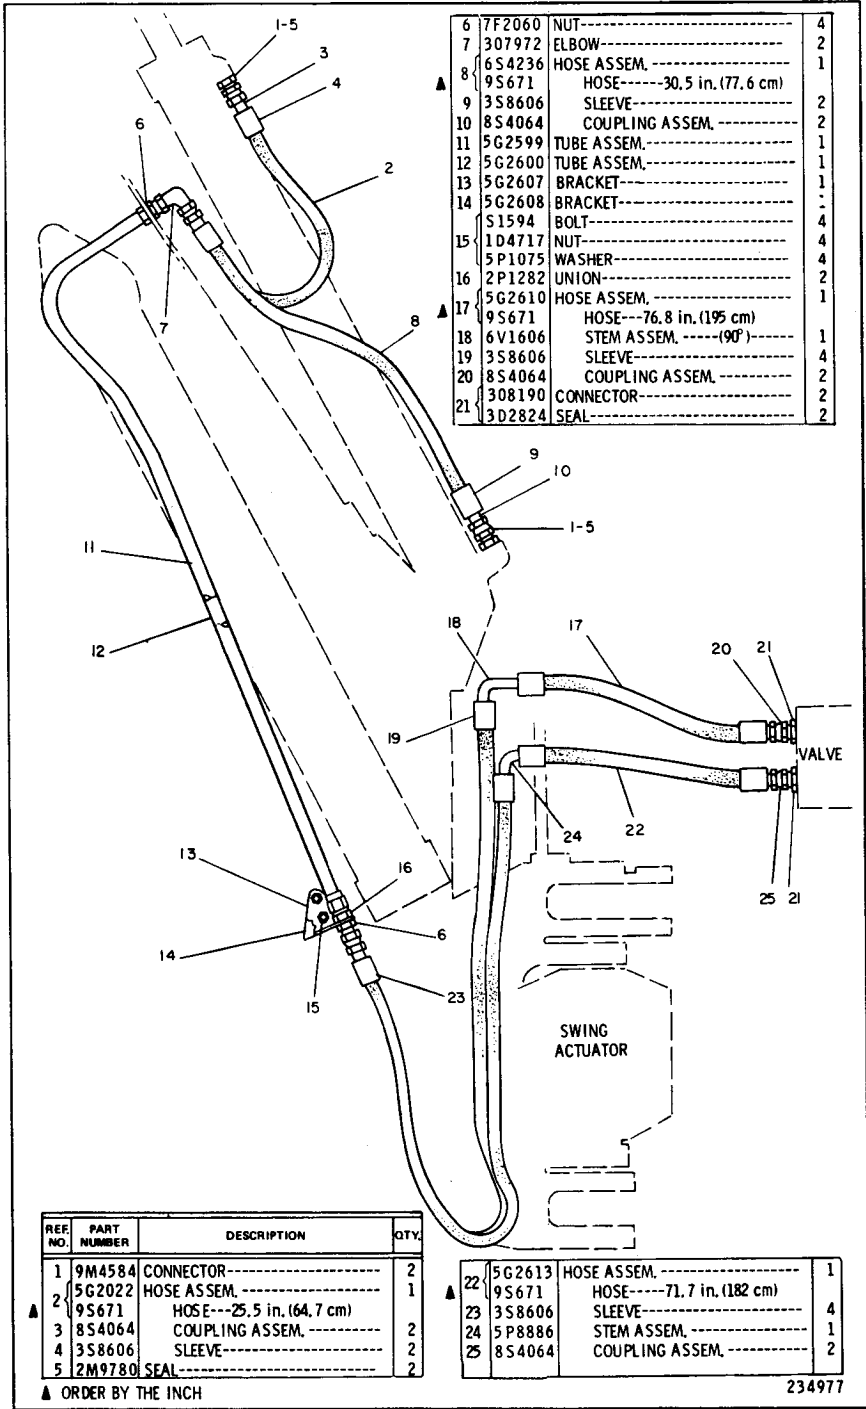 6 7F2060 NUT 4
7 307972 ELBOW 2
8 6S4236 HOSE ASSEM. 1
▲ 9S671 HOSE------30.5 in. (77.6 cm)
9 3S8606 SLEEVE 2
10 8S4064 COUPLING ASSEM. 2
11 5G2599 TUBE ASSEM. 1
12 5G2600 TUBE ASSEM. 1
13 5G2607 BRACKET 1
14 5G2608 BRACKET
15 S1594 BOLT 4
1D4717 NUT 4
5P1075 WASHER 4
16 2P1282 UNION 2
17 5G2610 HOSE ASSEM. 1
▲ 9S671 HOSE---76.8 in. (195 cm)
18 6V1606 STEM ASSEM. -----(90°) 1
19 3S8606 SLEEVE 4
20 8S4064 COUPLING ASSEM. 2
21 308190 CONNECTOR 2
3D2824 SEAL 2
1-5
3
4
6
2
7
8
9
10
1-5
11
12
18
17
20
21
19
VALVE
24
22
25
21
13
16
14
6
15
23
SWING
ACTUATOR
REF. NO. PART NUMBER DESCRIPTION QTY.
1 9M4584 CONNECTOR 2
2 5G2022 HOSE ASSEM. 1
▲ 9S671 HOSE---25.5 in. (64.7 cm)
3 8S4064 COUPLING ASSEM. 2
4 3S8606 SLEEVE 2
5 2M9780 SEAL 2
▲ ORDER BY THE INCH
22 5G2613 HOSE ASSEM. 1
▲ 9S671 HOSE-----71.7 in. (182 cm)
23 3S8606 SLEEVE 4
24 5P8886 STEM ASSEM. 1
25 8S4064 COUPLING ASSEM. 2
234977